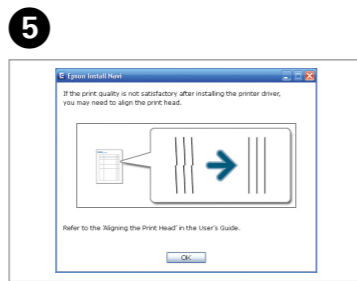 5
Epson Install Navi
If the print quality is not satisfactory after installing the printer driver,
you may need to align the print head.
Refer to the 'Aligning the Print Head' in the User's Guide.
OK